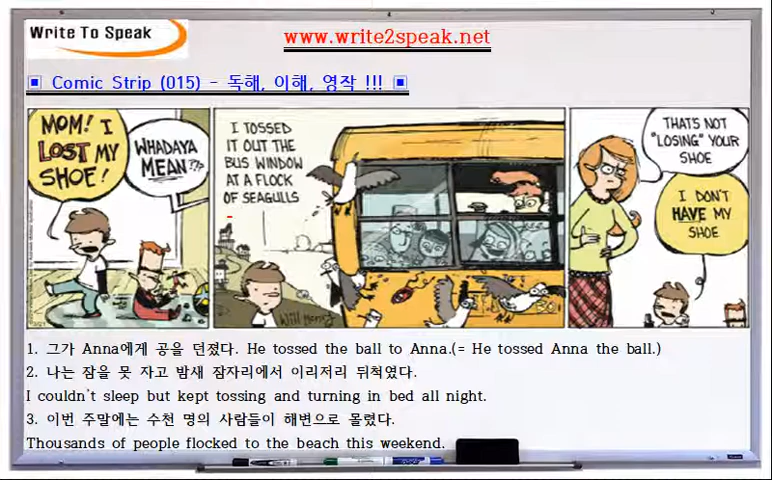 Write To Speak
www.write2speak.net
▣ Comic Strip (015) - 독해, 이해, 영작 !!! ▣
MOM! I
LOST MY
SHOE!
WHADAYA
MEAN??!
I TOSSED
IT OUT THE
BUS WINDOW
AT A FLOCK
OF SEAGULLS
Will Henry
THATS NOT
"LOSING" YOUR
SHOE
I DON'T
HAVE MY
SHOE
1. 그가 Anna에게 공을 던졌다. He tossed the ball to Anna.(= He tossed Anna the ball.)
2. 나는 잠을 못 자고 밤새 잠자리에서 이리저리 뒤척였다.
I couldn't sleep but kept tossing and turning in bed all night.
3. 이번 주말에는 수천 명의 사람들이 해변으로 몰렸다.
Thousands of people flocked to the beach this weekend.